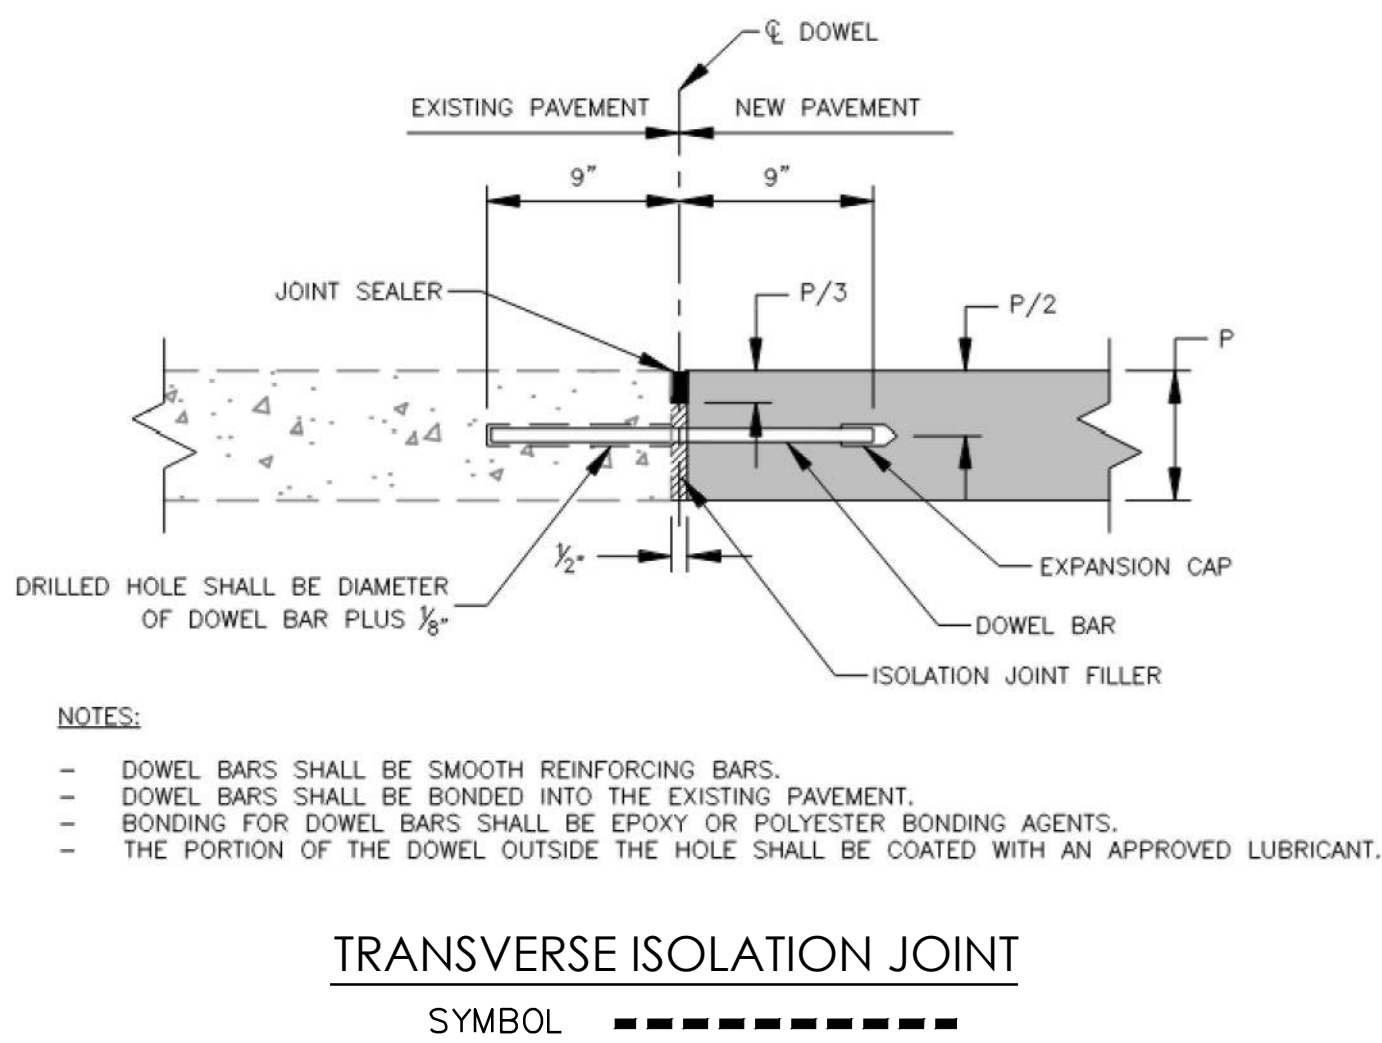 ℄ DOWEL
EXISTING PAVEMENT
NEW PAVEMENT
9”
9”
JOINT SEALER
P/3
P/2
P
½”
DRILLED HOLE SHALL BE DIAMETER
OF DOWEL BAR PLUS ⅛”
EXPANSION CAP
DOWEL BAR
ISOLATION JOINT FILLER
NOTES:
– DOWEL BARS SHALL BE SMOOTH REINFORCING BARS.
– DOWEL BARS SHALL BE BONDED INTO THE EXISTING PAVEMENT.
– BONDING FOR DOWEL BARS SHALL BE EPOXY OR POLYESTER BONDING AGENTS.
– THE PORTION OF THE DOWEL OUTSIDE THE HOLE SHALL BE COATED WITH AN APPROVED LUBRICANT.
TRANSVERSE ISOLATION JOINT
SYMBOL